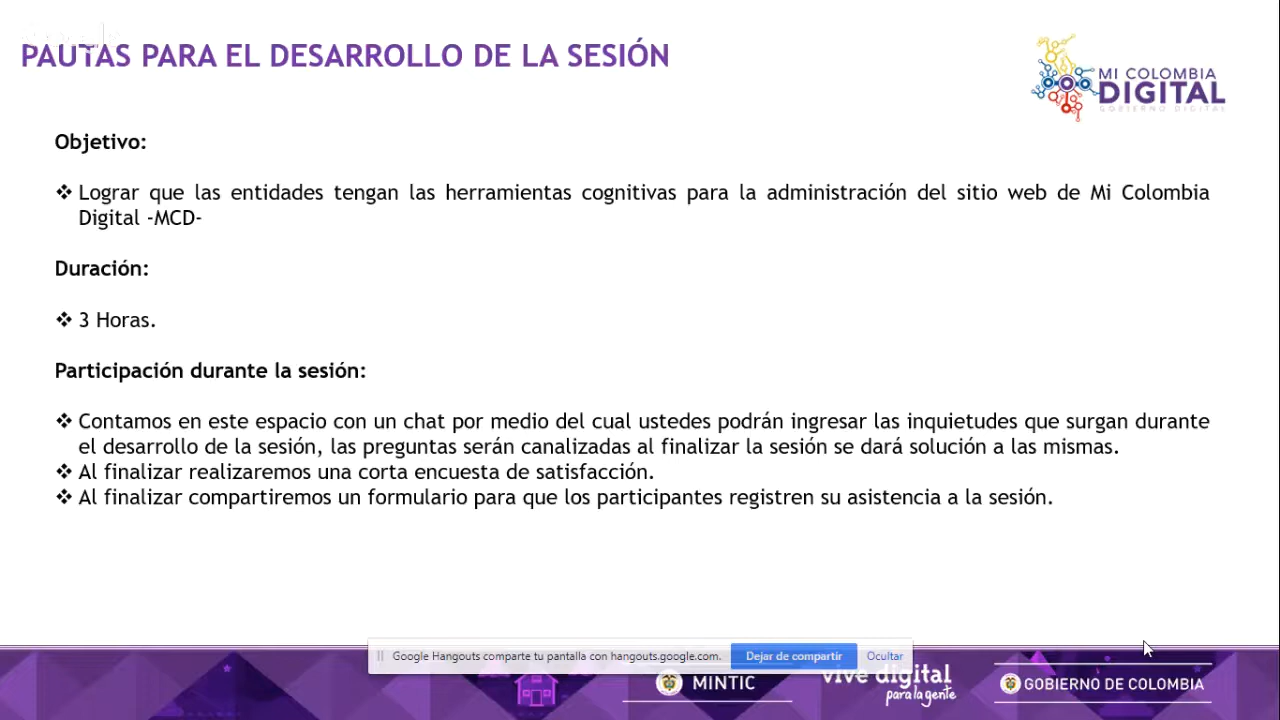 PAUTAS PARA EL DESARROLLO DE LA SESIÓN
MI COLOMBIA
DIGITAL
GOBIERNO DIGITAL
Objetivo:
❖ Lograr que las entidades tengan las herramientas cognitivas para la administración del sitio web de Mi Colombia
Digital -MCD-
Duración:
❖ 3 Horas.
Participación durante la sesión:
❖ Contamos en este espacio con un chat por medio del cual ustedes podrán ingresar las inquietudes que surgan durante
el desarrollo de la sesión, las preguntas serán canalizadas al finalizar la sesión se dará solución a las mismas.
❖ Al finalizar realizaremos una corta encuesta de satisfacción.
❖ Al finalizar compartiremos un formulario para que los participantes registren su asistencia a la sesión.
Google Hangouts comparte tu pantalla con hangouts.google.com.
Dejar de compartir
Ocultar
MINTIC
vive digital
para la gente
GOBIERNO DE COLOMBIA